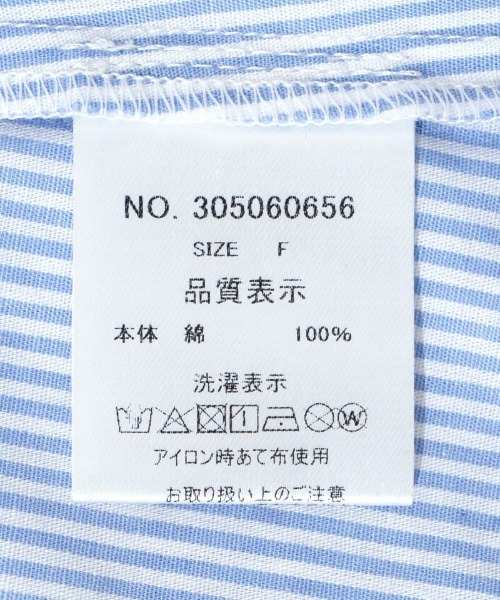 NO. 305060656
SIZE F
品質表示
本体 綿 100%
洗濯表示
W
アイロン時あて布使用
お取り扱い上のご注意